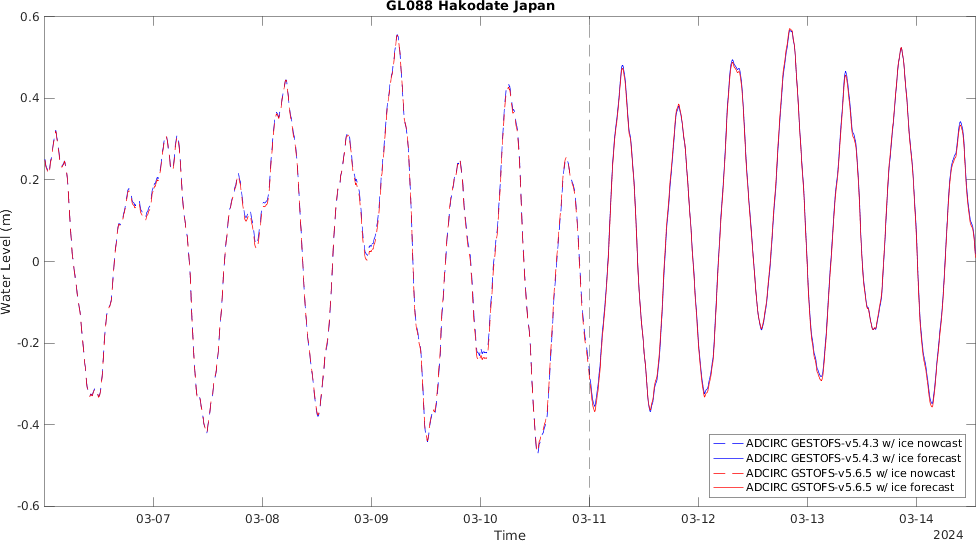 GL088 Hakodate Japan
0.6
0.4
0.2
0
-0.2
-0.4
-0.6
Water Level (m)
ADCIRC GESTOFS-v5.4.3 w/ ice nowcast
ADCIRC GESTOFS-v5.4.3 w/ ice forecast
ADCIRC GSTOFS-v5.6.5 w/ ice nowcast
ADCIRC GSTOFS-v5.6.5 w/ ice forecast
03-07 03-08 03-09 03-10 03-11 03-12 03-13 03-14
Time
2024